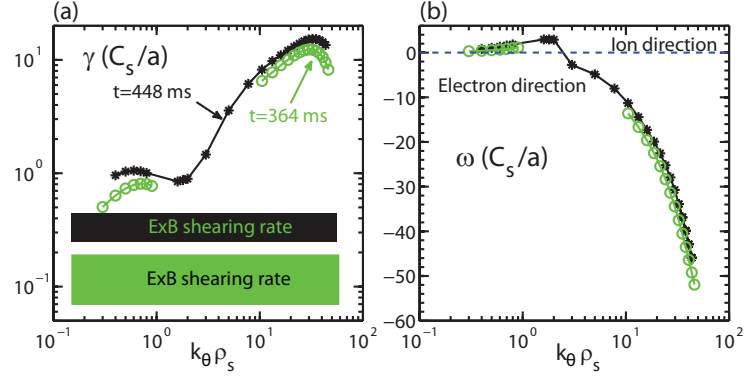 (a)
γ (C_s/a)
t=448 ms
t=364 ms
ExB shearing rate
ExB shearing rate
10^1
10^0
10^-1
10^-1
10^0
10^1
10^2
k_θ ρ_s
(b)
Ion direction
Electron direction
ω (C_s/a)
0
−10
−20
−30
−40
−50
−60
10^-1
10^0
10^1
10^2
k_θ ρ_s